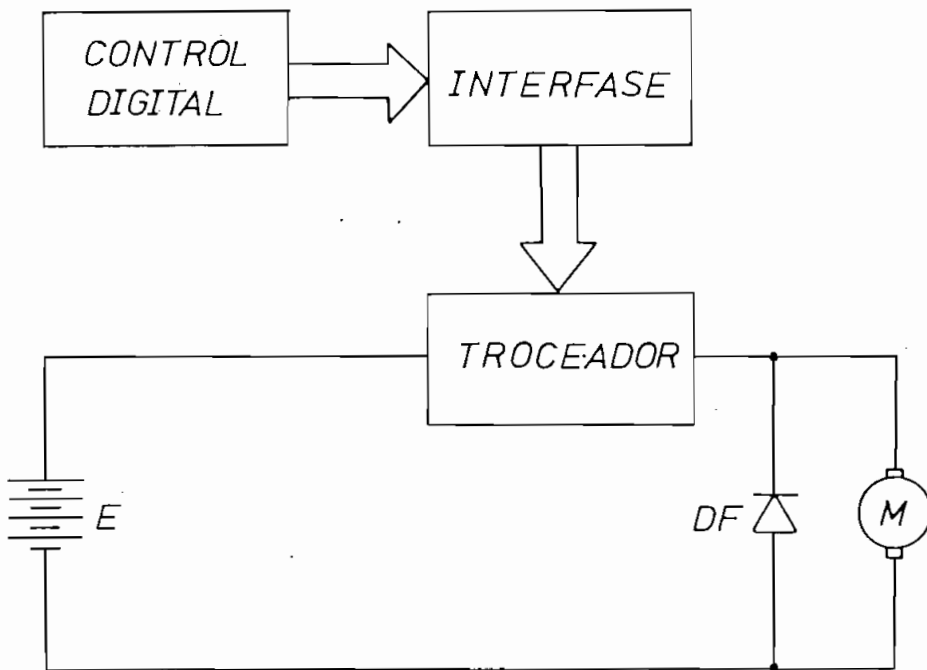 CONTROL
DIGITAL
INTERFASE
TROCEADOR
E
DF
M